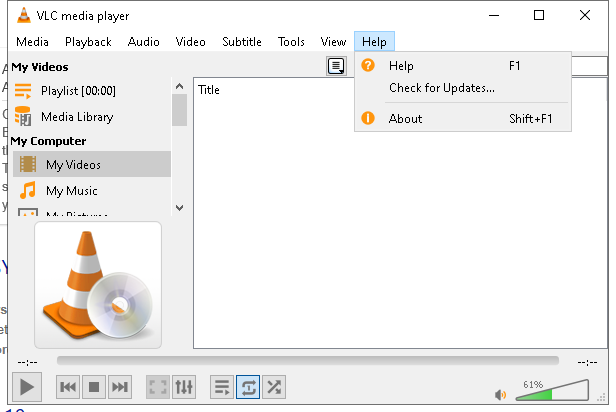 VLC media player
Media Playback Audio Video Subtitle Tools View Help
My Videos
Playlist [00:00]
Media Library
My Computer
My Videos
My Music
My Pictures
Title
Help F1
Check for Updates...
About Shift+F1
--:-- --:--
61%